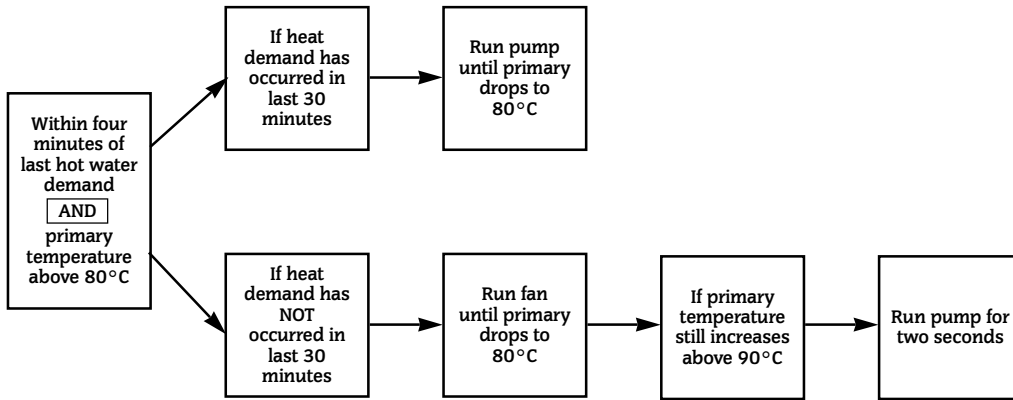 Within four
minutes of
last hot water
demand
AND
primary
temperature
above 80°C
If heat
demand has
occurred in
last 30
minutes
Run pump
until primary
drops to
80°C
If heat
demand has
NOT
occurred in
last 30
minutes
Run fan
until primary
drops to
80°C
If primary
temperature
still increases
above 90°C
Run pump for
two seconds